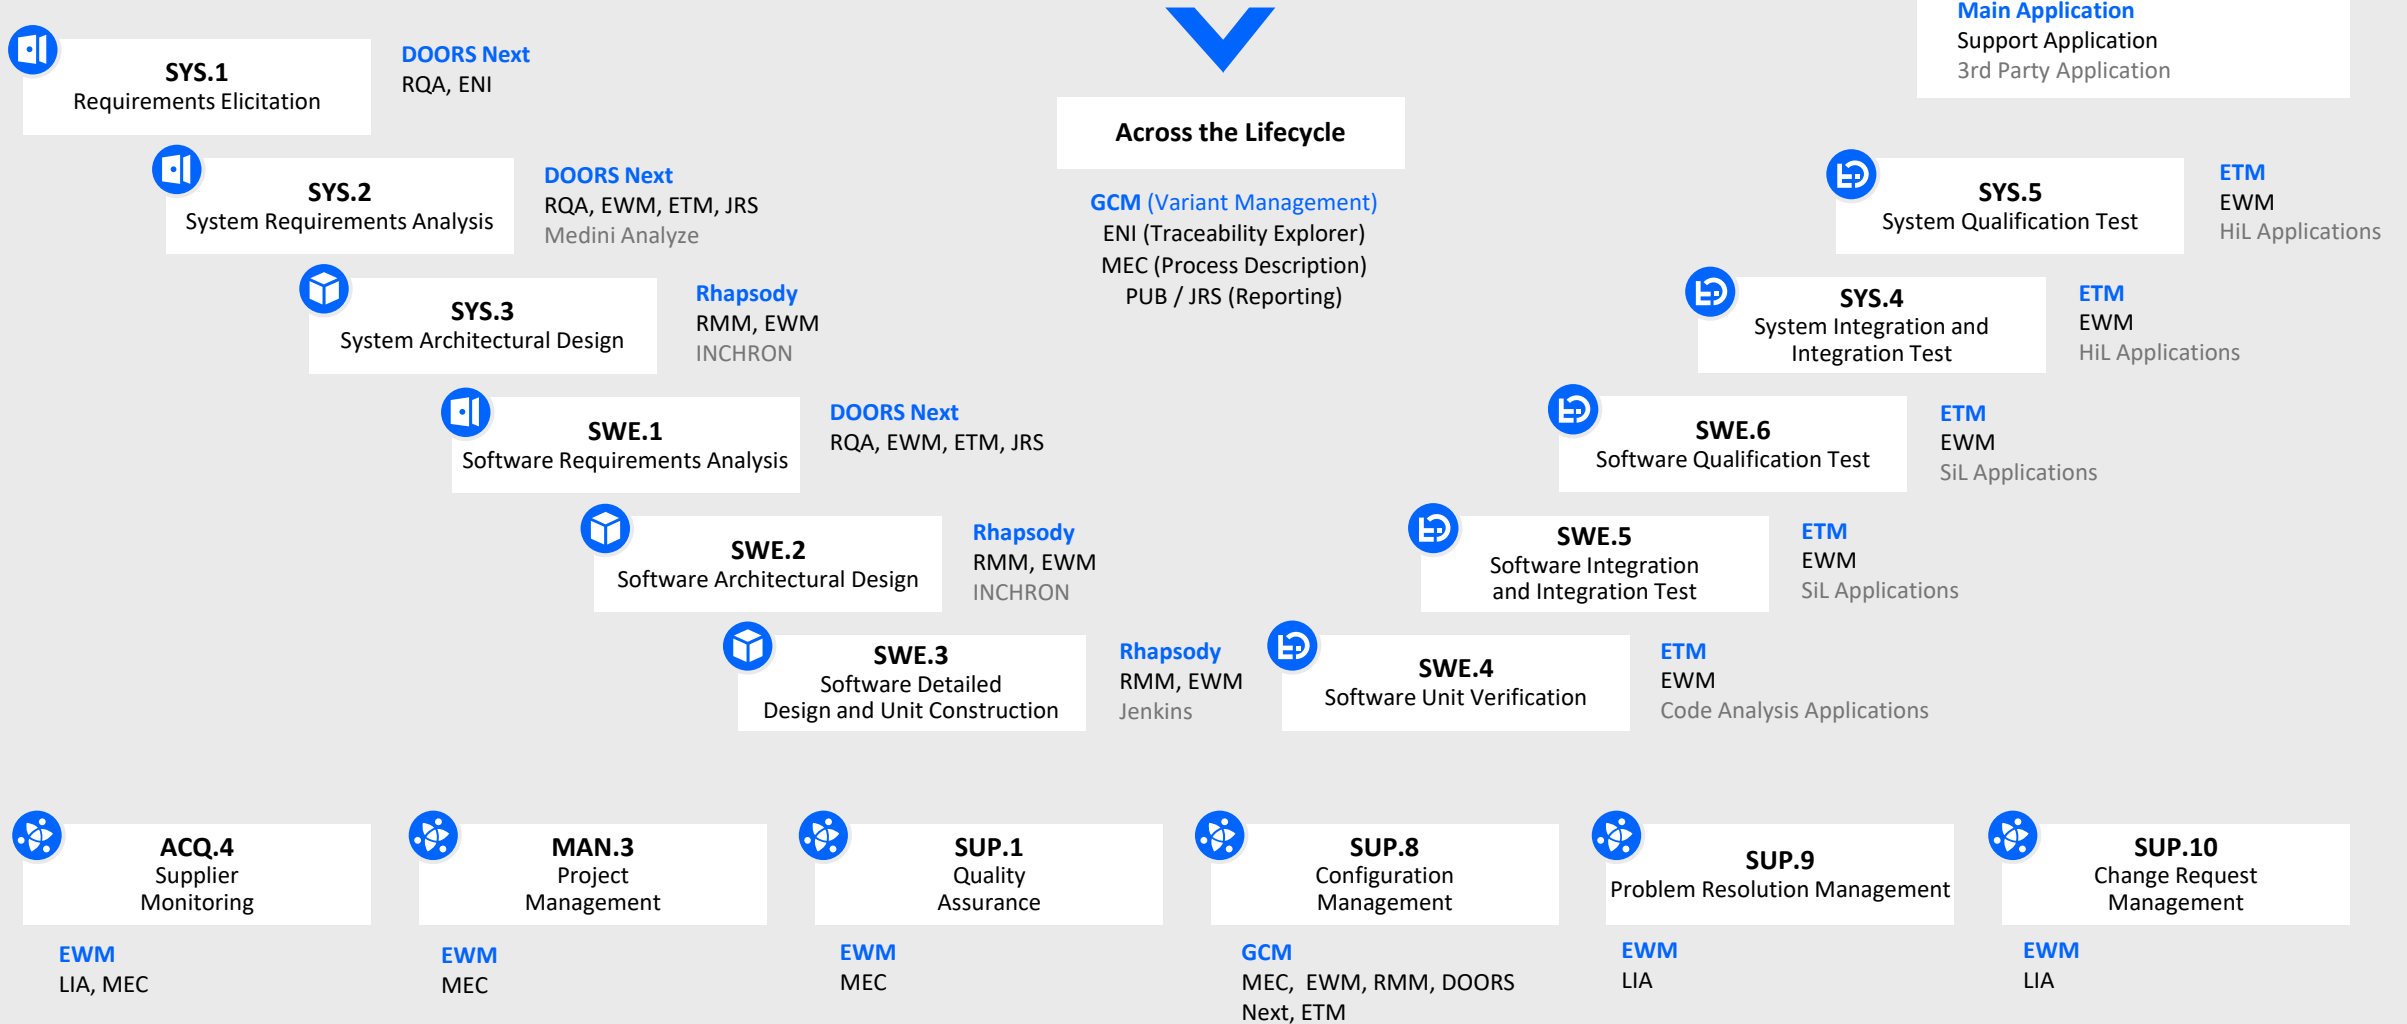 Main Application
Support Application
3rd Party Application
SYS.1
Requirements Elicitation
DOORS Next
RQA, ENI
Across the Lifecycle
GCM (Variant Management)
ENI (Traceability Explorer)
MEC (Process Description)
PUB / JRS (Reporting)
SYS.2
System Requirements Analysis
DOORS Next
RQA, EWM, ETM, JRS
Medini Analyze
SYS.5
System Qualification Test
ETM
EWM
HiL Applications
SYS.3
System Architectural Design
Rhapsody
RMM, EWM
INCHRON
SYS.4
System Integration and
Integration Test
ETM
EWM
HiL Applications
SWE.1
Software Requirements Analysis
DOORS Next
RQA, EWM, ETM, JRS
SWE.6
Software Qualification Test
ETM
EWM
SiL Applications
SWE.2
Software Architectural Design
Rhapsody
RMM, EWM
INCHRON
SWE.5
Software Integration
and Integration Test
ETM
EWM
SiL Applications
SWE.3
Software Detailed
Design and Unit Construction
Rhapsody
RMM, EWM
Jenkins
SWE.4
Software Unit Verification
ETM
EWM
Code Analysis Applications
ACQ.4
Supplier
Monitoring
EWM
LIA, MEC
MAN.3
Project
Management
EWM
MEC
SUP.1
Quality
Assurance
EWM
MEC
SUP.8
Configuration
Management
GCM
MEC, EWM, RMM, DOORS
Next, ETM
SUP.9
Problem Resolution Management
EWM
LIA
SUP.10
Change Request
Management
EWM
LIA